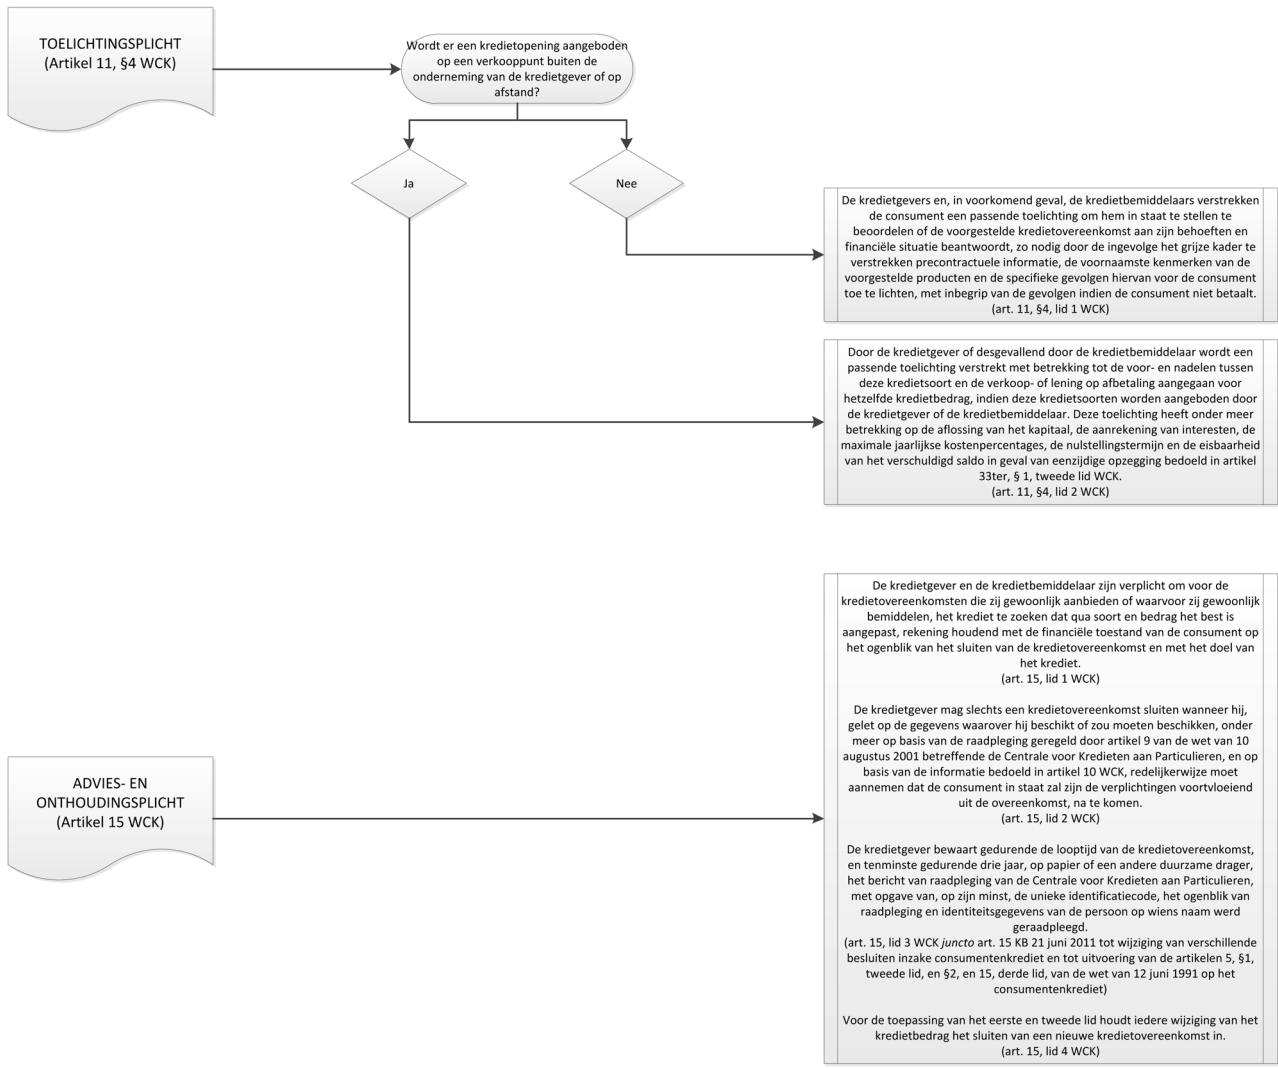 TOELICHTINGSPLICHT
(Artikel 11, §4 WCK)
Wordt er een kredietopening aangeboden
op een verkooppunt buiten de
onderneming van de kredietgever of op
afstand?
Ja
Nee
De kredietgevers en, in voorkomend geval, de kredietbemiddelaars verstrekken
de consument een passende toelichting om hem in staat te stellen te
beoordelen of de voorgestelde kredietovereenkomst aan zijn behoeften en
financiële situatie beantwoordt, zo nodig door de ingevolge het grijze kader te
verstrekken precontractuele informatie, de voornaamste kenmerken van de
voorgestelde producten en de specifieke gevolgen hiervan voor de consument
toe te lichten, met inbegrip van de gevolgen indien de consument niet betaalt.
(art. 11, §4, lid 1 WCK)
Door de kredietgever of desgevallend door de kredietbemiddelaar wordt een
passende toelichting verstrekt met betrekking tot de voor- en nadelen tussen
deze kredietsoort en de verkoop- of lening op afbetaling aangegaan voor
hetzelfde kredietbedrag, indien deze kredietsoorten worden aangeboden door
de kredietgever of de kredietbemiddelaar. Deze toelichting heeft onder meer
betrekking op de aflossing van het kapitaal, de aanrekening van interesten, de
maximale jaarlijkse kostenpercentages, de nulstellingstermijn en de eisbaarheid
van het verschuldigd saldo in geval van eenzijdige opzegging bedoeld in artikel
33ter, § 1, tweede lid WCK.
(art. 11, §4, lid 2 WCK)
ADVIES- EN
ONTHOUDINGSPLICHT
(Artikel 15 WCK)
De kredietgever en de kredietbemiddelaar zijn verplicht om voor de
kredietovereenkomsten die zij gewoonlijk aanbieden of waarvoor zij gewoonlijk
bemiddelen, het krediet te zoeken dat qua soort en bedrag het best is
aangepast, rekening houdend met de financiële toestand van de consument op
het ogenblik van het sluiten van de kredietovereenkomst en met het doel van
het krediet.
(art. 15, lid 1 WCK)
De kredietgever mag slechts een kredietovereenkomst sluiten wanneer hij,
gelet op de gegevens waarover hij beschikt of zou moeten beschikken, onder
meer op basis van de raadpleging geregeld door artikel 9 van de wet van 10
augustus 2001 betreffende de Centrale voor Kredieten aan Particulieren, en op
basis van de informatie bedoeld in artikel 10 WCK, redelijkerwijze moet
aannemen dat de consument in staat zal zijn de verplichtingen voortvloeiend
uit de overeenkomst, na te komen.
(art. 15, lid 2 WCK)
De kredietgever bewaart gedurende de looptijd van de kredietovereenkomst,
en tenminste gedurende drie jaar, op papier of een andere duurzame drager,
het bericht van raadpleging van de Centrale voor Kredieten aan Particulieren,
met opgave van, op zijn minst, de unieke identificatiecode, het ogenblik van
raadpleging en identiteitsgegevens van de persoon op wiens naam werd
geraadpleegd.
(art. 15, lid 3 WCK juncto art. 15 KB 21 juni 2011 tot wijziging van verschillende
besluiten inzake consumentenkrediet en tot uitvoering van de artikelen 5, §1,
tweede lid, en §2, en 15, derde lid, van de wet van 12 juni 1991 op het
consumentenkrediet)
Voor de toepassing van het eerste en tweede lid houdt iedere wijziging van het
kredietbedrag het sluiten van een nieuwe kredietovereenkomst in.
(art. 15, lid 4 WCK)